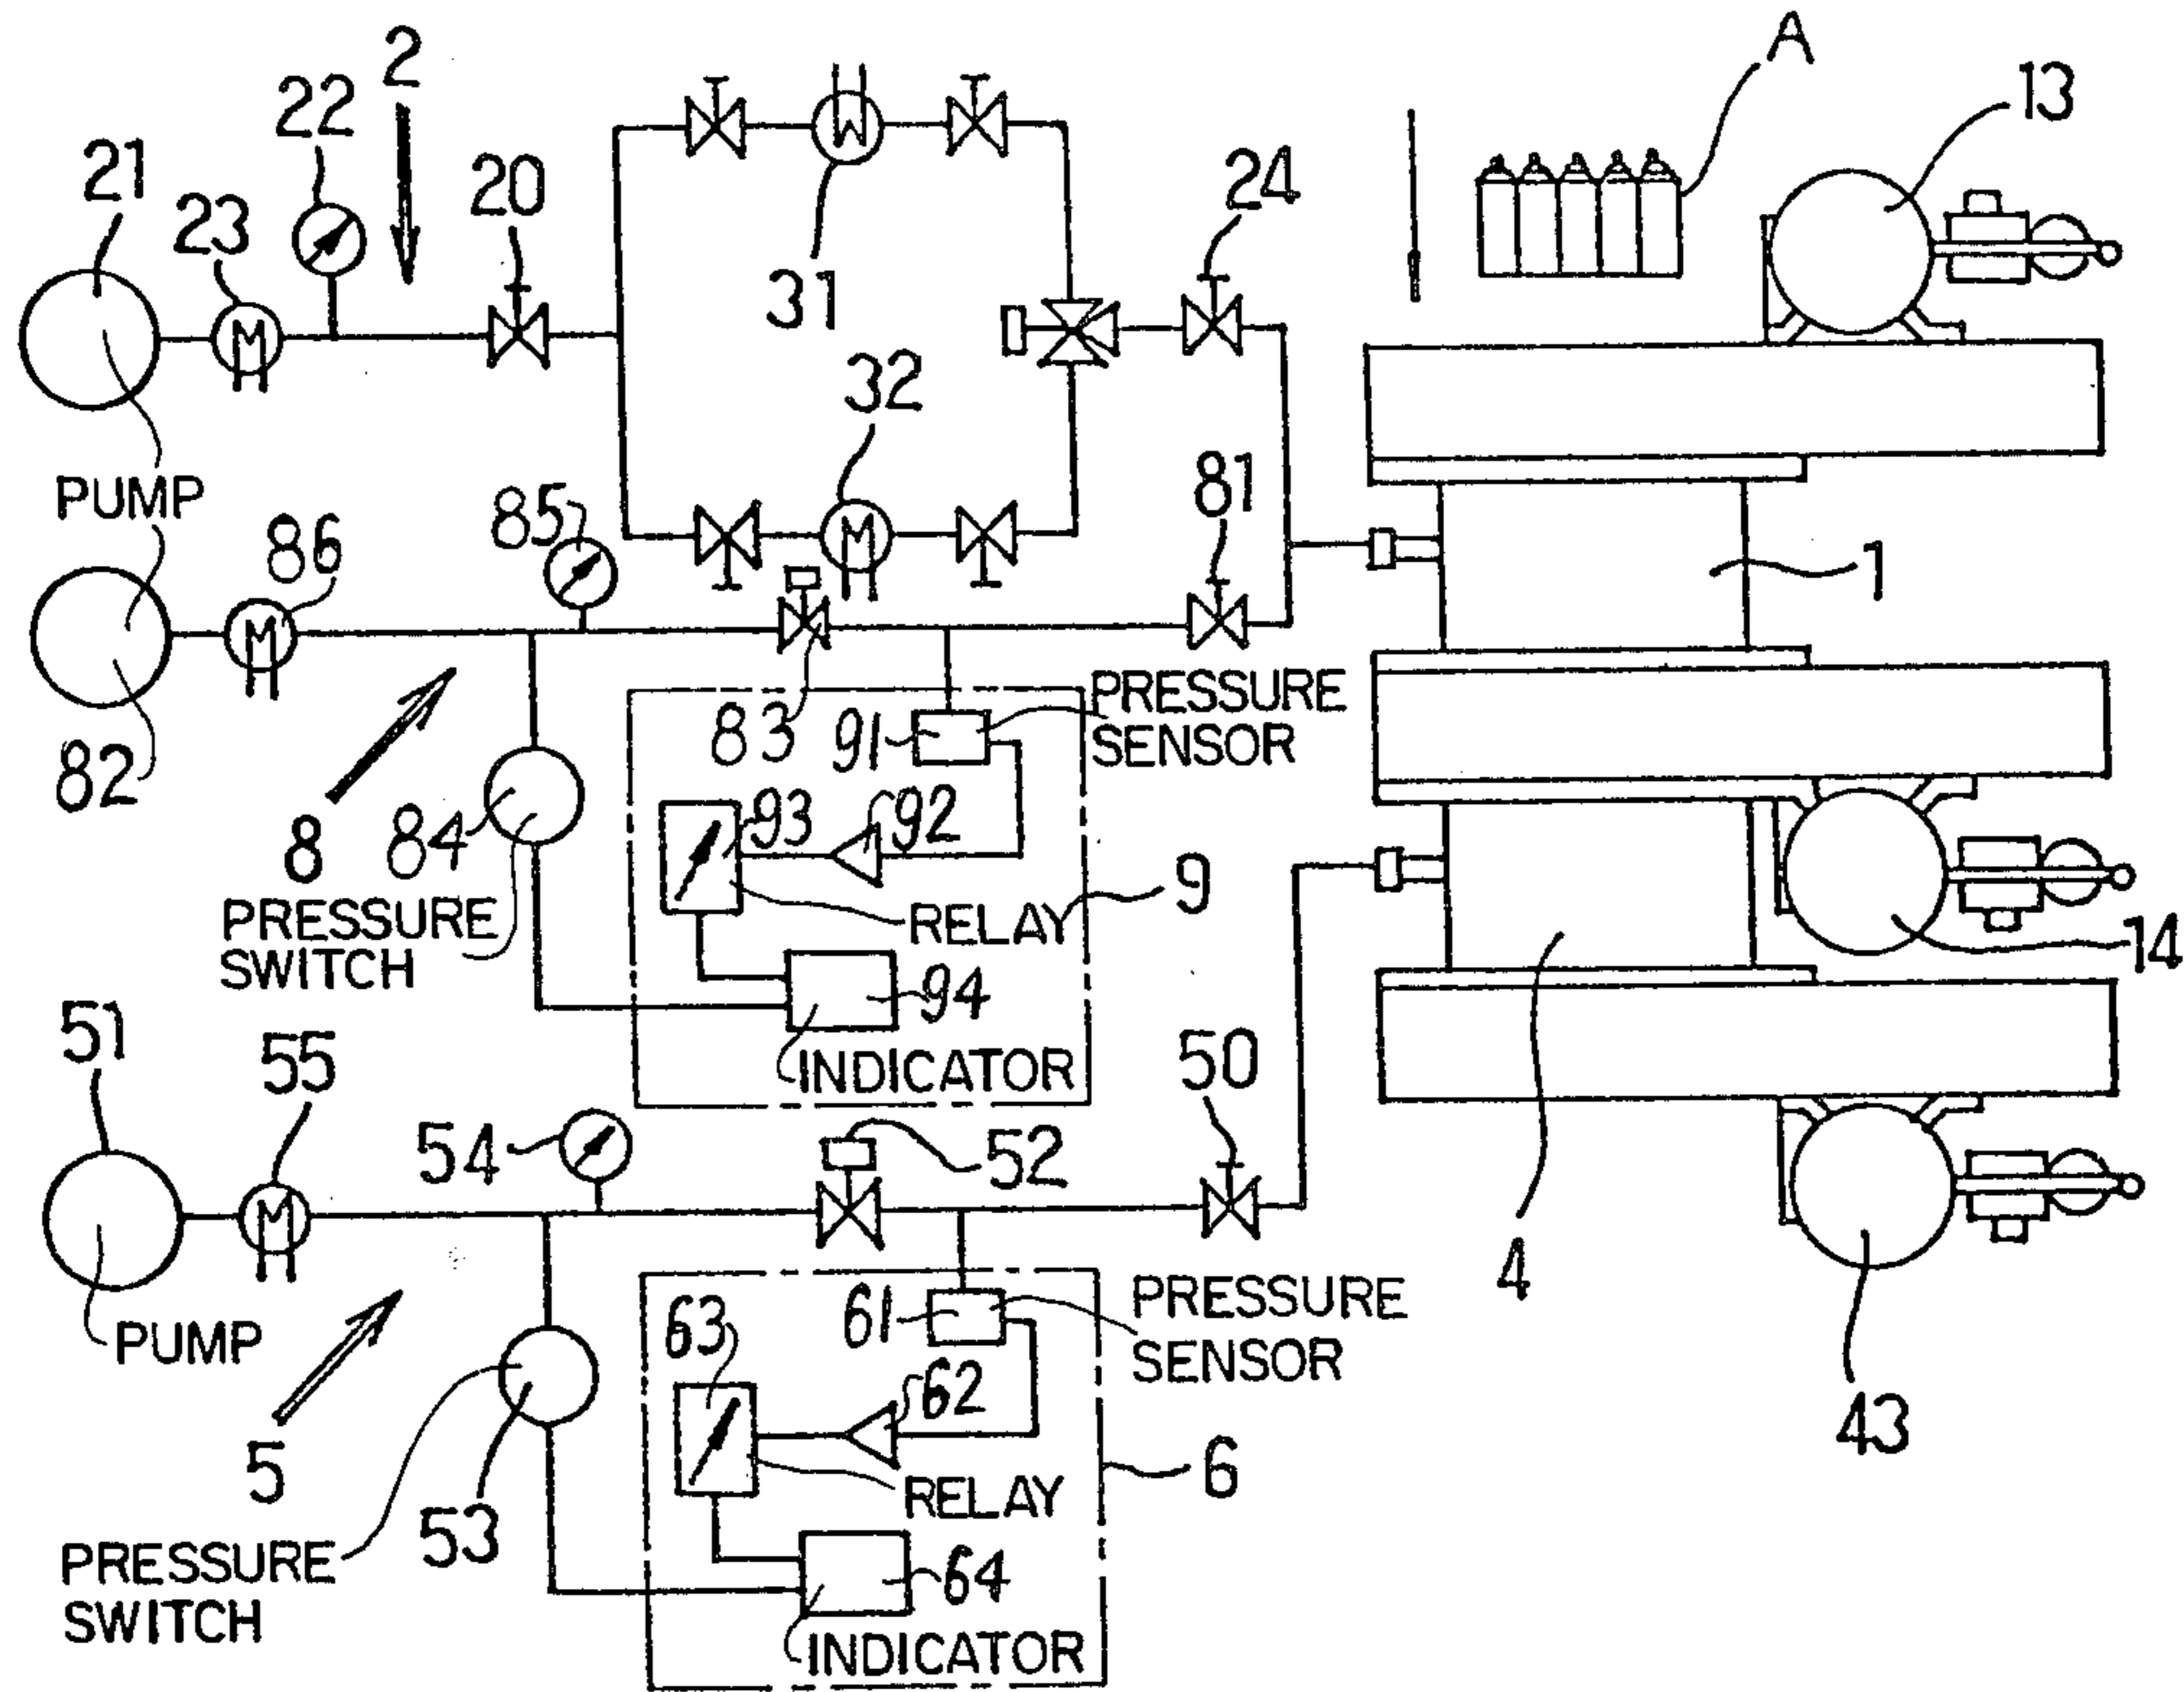 2
A
22
13
21
20
24
23
31
32
PUMP
85
81
86
1
PRESSURE
SENSOR
83
91
82
8
84
93
92
9
PRESSURE
SWITCH
RELAY
14
94
51
55
INDICATOR
50
54
52
4
PUMP
63
61
PRESSURE
SENSOR
62
5
53
RELAY
6
43
PRESSURE
SWITCH
64
INDICATOR
M
M
M
M
M